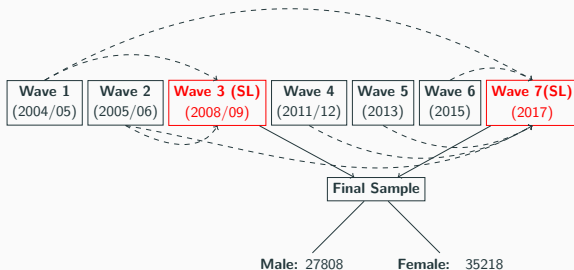 Wave 1 Wave 2 Wave 3 (SL) Wave 4 Wave 5 Wave 6 Wave 7(SL)
(2004/05) (2005/06) (2008/09) (2011/12) (2013) (2015) (2017)
Final Sample
Male: 27808 Female: 35218